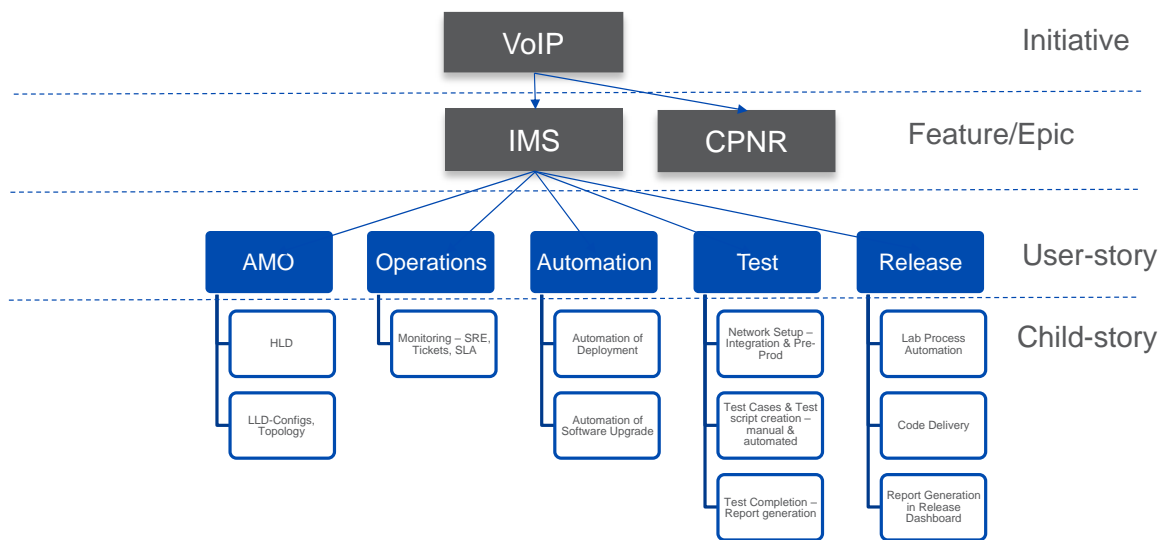 VoIP
Initiative
IMS
CPNR
Feature/Epic
AMO
Operations
Automation
Test
Release
User-story
HLD
Monitoring – SRE,
Tickets, SLA
Automation of
Deployment
Network Setup –
Integration & Pre-
Prod
Lab Process
Automation
Child-story
LLD-Configs,
Topology
Automation of
Software Upgrade
Test Cases & Test
script creation –
manual &
automated
Code Delivery
Test Completion –
Report generation
Report Generation
in Release
Dashboard